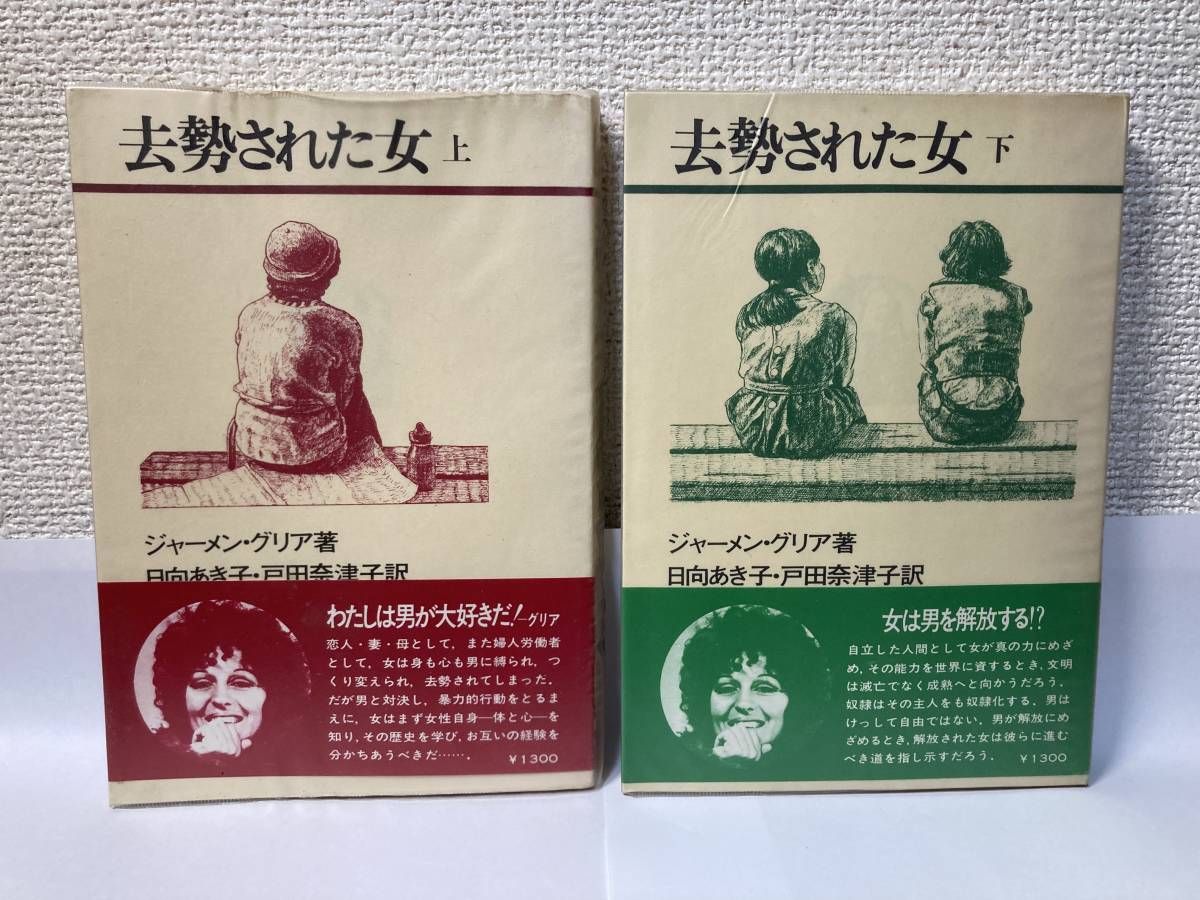 去勢された女 上
ジャーメン・グリア著
日向あき子・戸田奈津子訳
わたしは男が大好きだ!—グリア
恋人・妻・母として，また婦人労働者
として，女は身も心も男に縛られ，つ
くり変えられ，去勢されてしまった．
だが男と対決し，暴力的行動をとるま
えに，女はまず女性自身—体と心—を
知り，その歴史を学び，お互いの経験を
分かちあうべきだ……．
¥1300
去勢された女 下
ジャーメン・グリア著
日向あき子・戸田奈津子訳
女は男を解放する!?
自立した人間として女が真の力にめざ
め，その能力を世界に資するとき，文明
は滅亡でなく成熟へと向かうだろう．
奴隷はその主人をも奴隷化する．男は
けっして自由ではない．男が解放にめ
ざめるとき，解放された女は彼らに進む
べき道を指し示すだろう．
¥1300